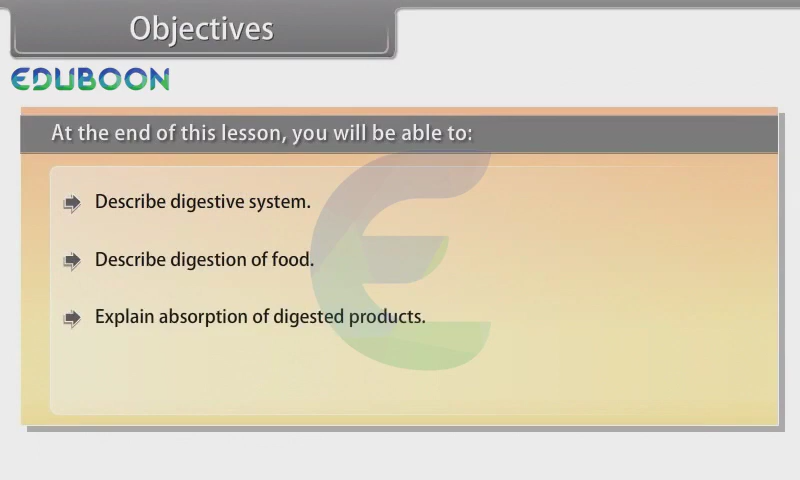 Objectives
EDUBOON
At the end of this lesson, you will be able to:
Describe digestive system.
Describe digestion of food.
Explain absorption of digested products.